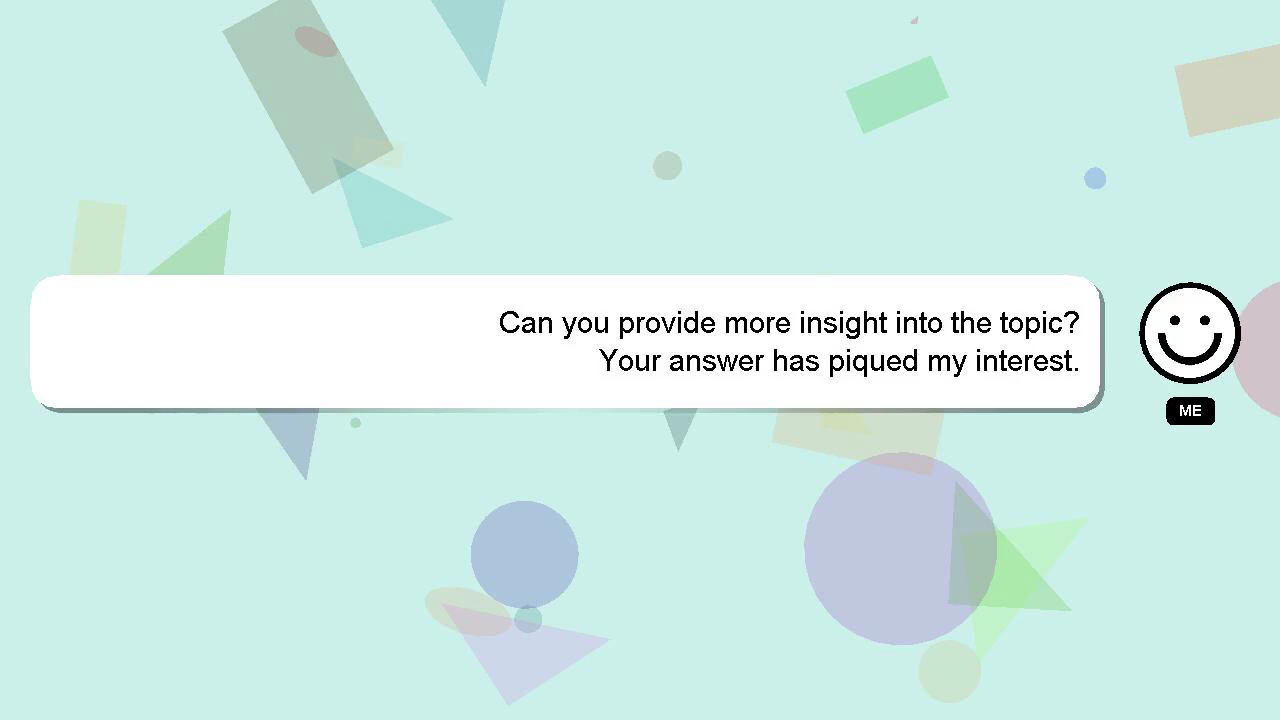 Can you provide more insight into the topic?
Your answer has piqued my interest.
ME